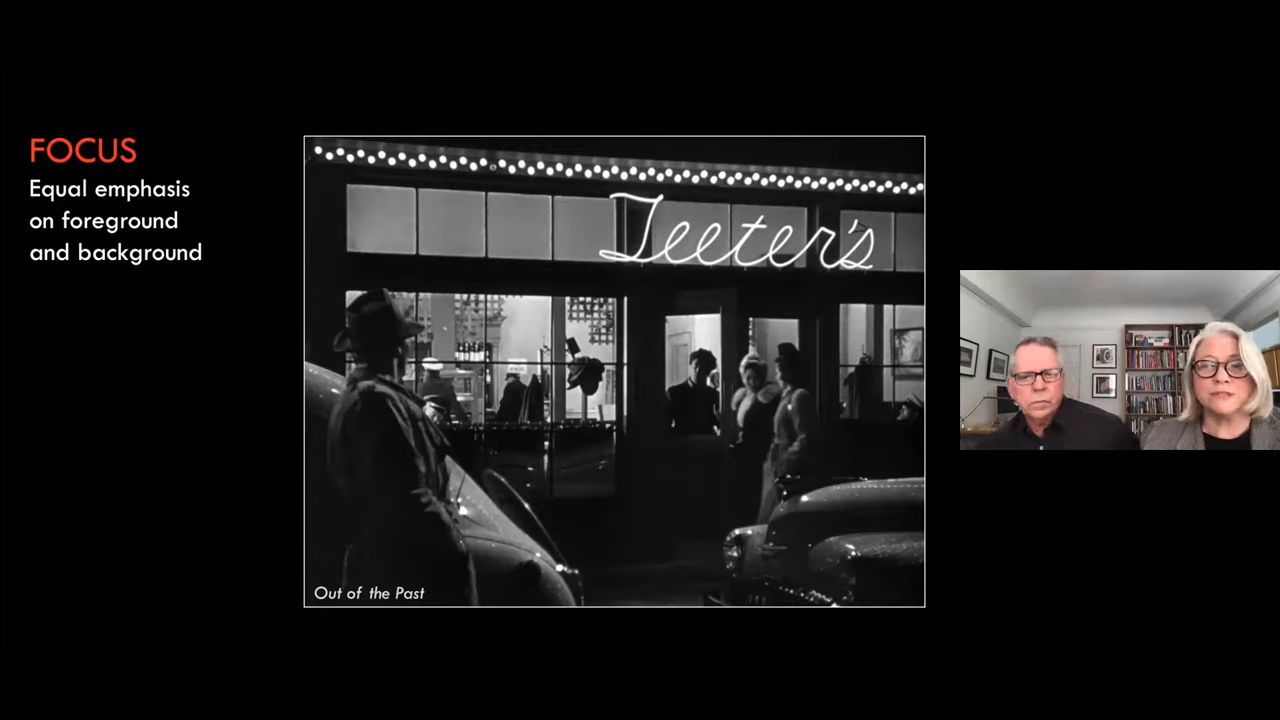 FOCUS
Equal emphasis
on foreground
and background
Teeter's
Out of the Past